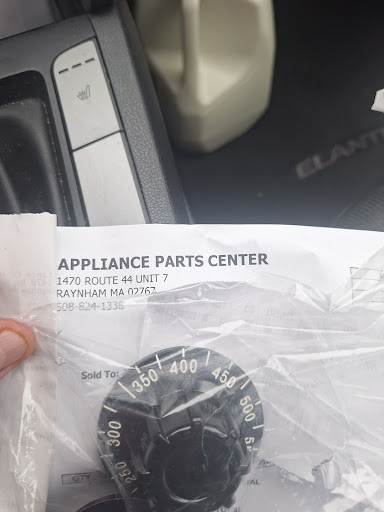 ELANT
APPLIANCE PARTS CENTER
1470 ROUTE 44 UNIT 7
RAYNHAM MA 02767
508-824-1336
Sold To:
250 300 350 400 450 500
QTY